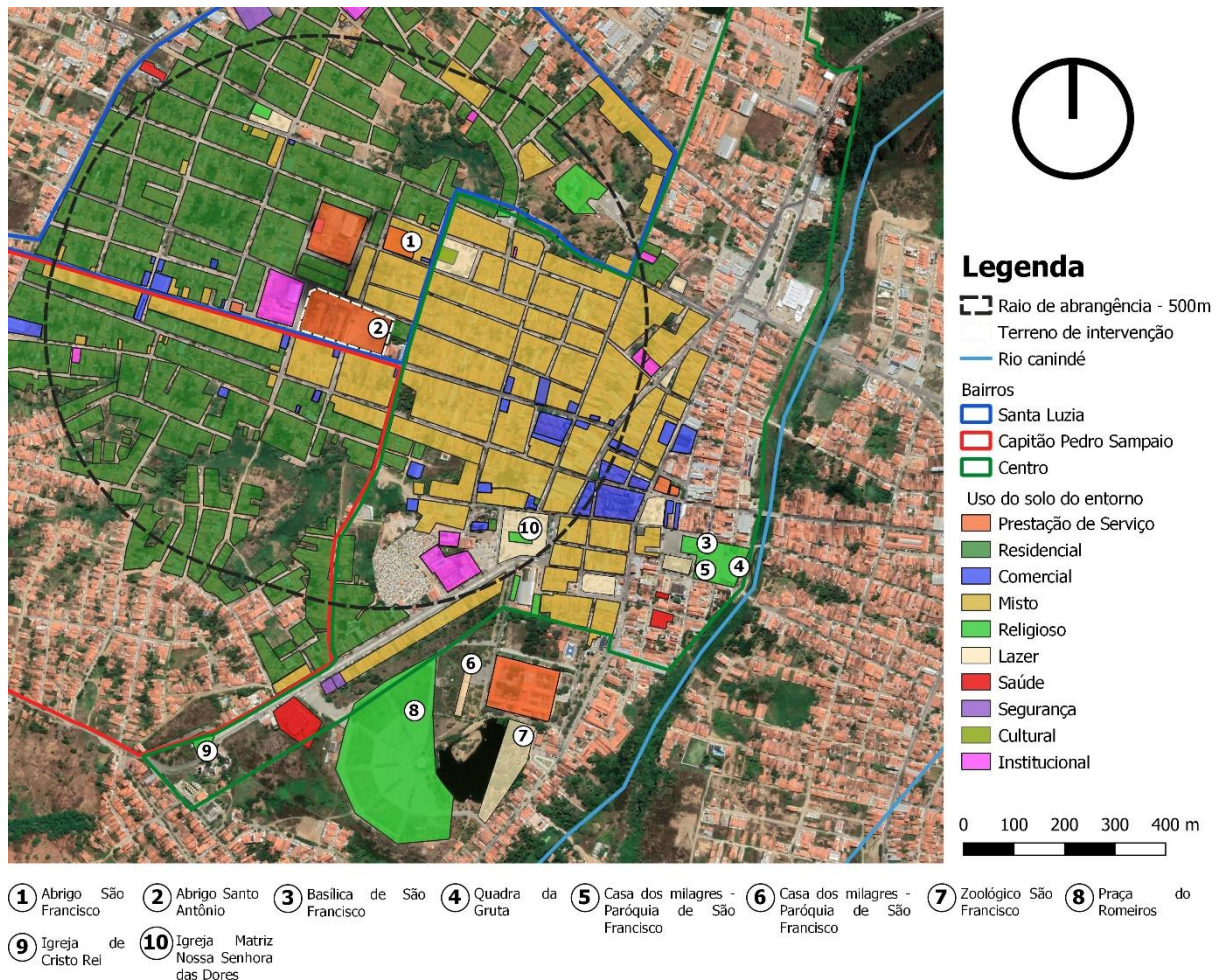 1
2
3
4
5
6
7
8
9
10
Legenda
Raio de abrangência - 500m
Terreno de intervenção
Rio canindé
Bairros
Santa Luzia
Capitão Pedro Sampaio
Centro
Uso do solo do entorno
Prestação de Serviço
Residencial
Comercial
Misto
Religioso
Lazer
Saúde
Segurança
Cultural
Institucional
0 100 200 300 400 m
1 Abrigo São
Francisco
2 Abrigo Santo
Antônio
3 Basílica de São
Francisco
4 Quadra da
Gruta
5 Casa dos milagres -
Paróquia de São
Francisco
6 Casa dos milagres -
Paróquia de São
Francisco
7 Zoológico São
Francisco
8 Praça do
Romeiros
9 Igreja de
Cristo Rei
10 Igreja Matriz
Nossa Senhora
das Dores